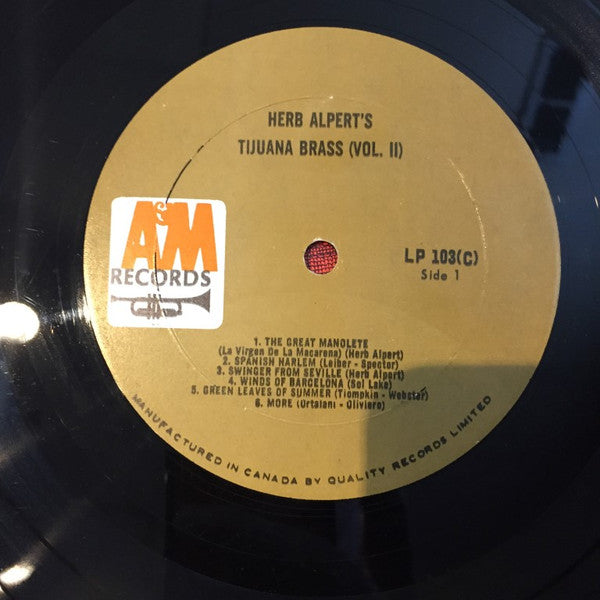 HERB ALPERT'S
TIJUANA BRASS (VOL. II)
A&M
RECORDS
LP 103(C)
Side 1
1. THE GREAT MANOLETE
(La Virgen De La Macarena) (Herb Alpert)
2. SPANISH HARLEM (Leiber - Spector)
3. SWINGER FROM SEVILLE (Herb Alpert)
4. WINDS OF BARCELONA (Sol Lake)
5. GREEN LEAVES OF SUMMER (Tiompkin - Webster)
6. MORE (Ortalani - Oliviero)
MANUFACTURED IN CANADA BY QUALITY RECORDS LIMITED